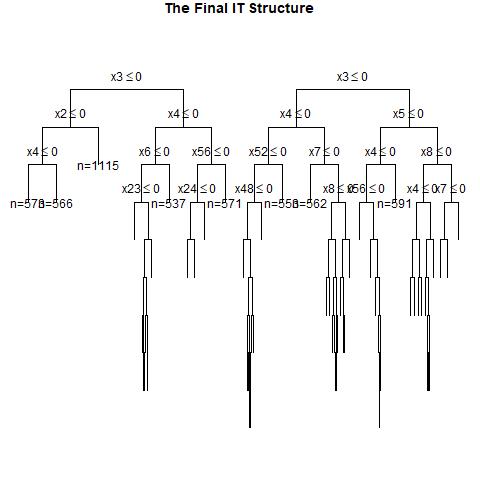 The Final IT Structure
x3 ≤ 0 x3 ≤ 0
x2 ≤ 0 x4 ≤ 0 x4 ≤ 0 x5 ≤ 0
x4 ≤ 0 x6 ≤ 0 x56 ≤ 0 x52 ≤ 0 x7 ≤ 0 x4 ≤ 0 x8 ≤ 0
n=1115
x23 ≤ 0 x24 ≤ 0 x48 ≤ 0 x8 ≤ 0 x56 ≤ 0 x4 ≤ 0 x7 ≤ 0
n=566 n=537 n=571 n=562 n=591